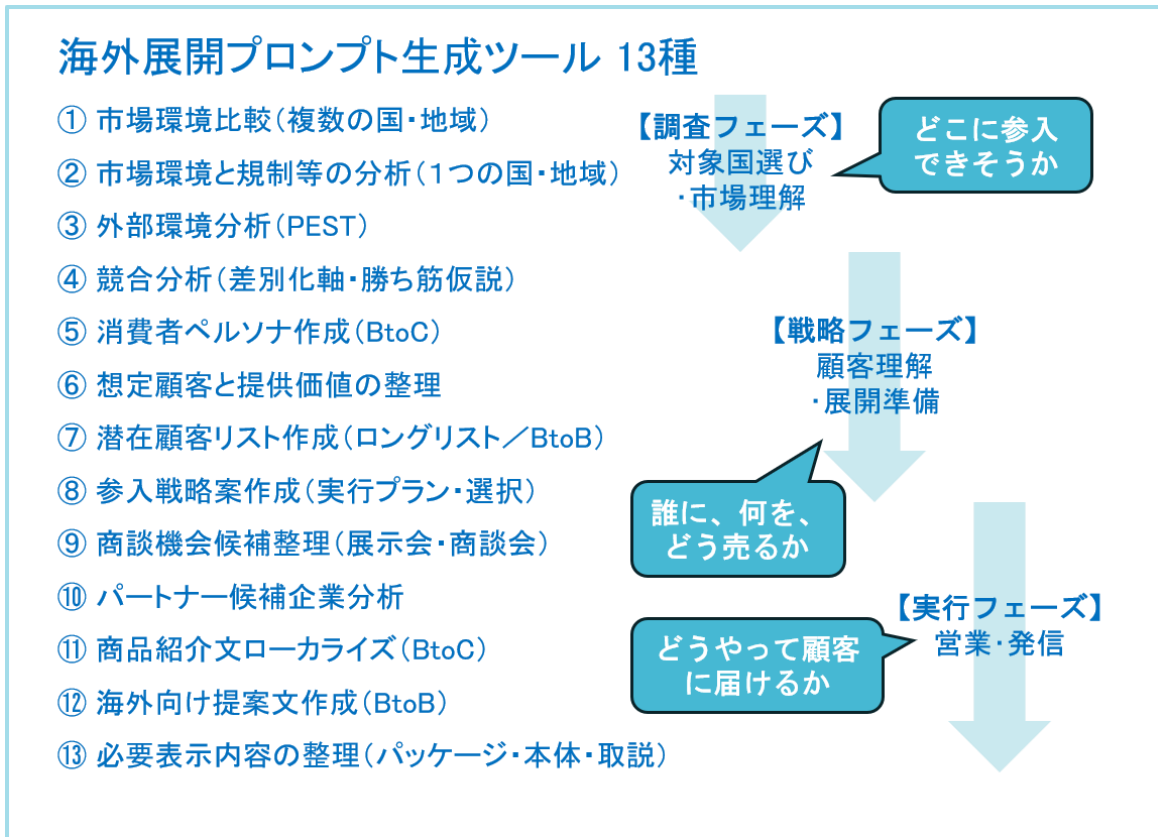 海外展開プロンプト生成ツール 13種
① 市場環境比較（複数の国・地域）
② 市場環境と規制等の分析（１つの国・地域）
③ 外部環境分析（PEST）
④ 競合分析（差別化軸・勝ち筋仮説）
⑤ 消費者ペルソナ作成（BtoC）
⑥ 想定顧客と提供価値の整理
⑦ 潜在顧客リスト作成（ロングリスト／BtoB）
⑧ 参入戦略案作成（実行プラン・選択）
⑨ 商談機会候補整理（展示会・商談会）
⑩ パートナー候補企業分析
⑪ 商品紹介文ローカライズ（BtoC）
⑫ 海外向け提案文作成（BtoB）
⑬ 必要表示内容の整理（パッケージ・本体・取説）
【調査フェーズ】
対象国選び
・市場理解
どこに参入
できそうか
【戦略フェーズ】
顧客理解
・展開準備
誰に、何を、
どう売るか
【実行フェーズ】
営業・発信
どうやって顧客
に届けるか